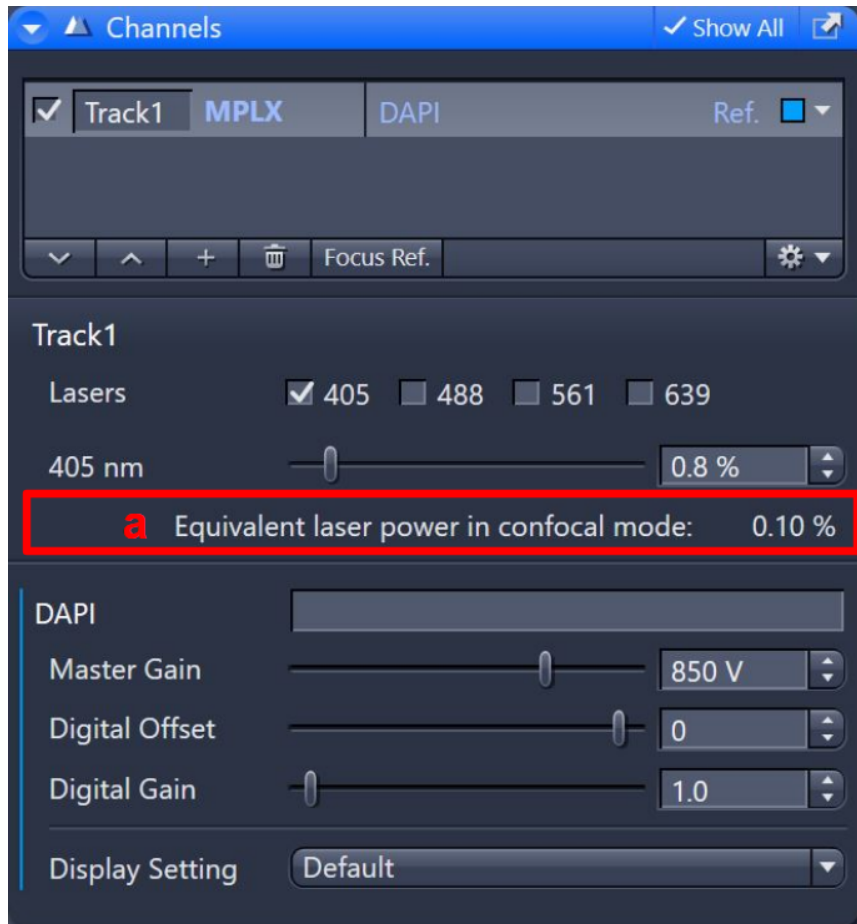 Channels Show All
Track1 MPLX DAPI Ref.
Focus Ref.
Track1
Lasers 405 488 561 639
405 nm 0.8 %
a Equivalent laser power in confocal mode: 0.10 %
DAPI
Master Gain 850 V
Digital Offset 0
Digital Gain 1.0
Display Setting Default